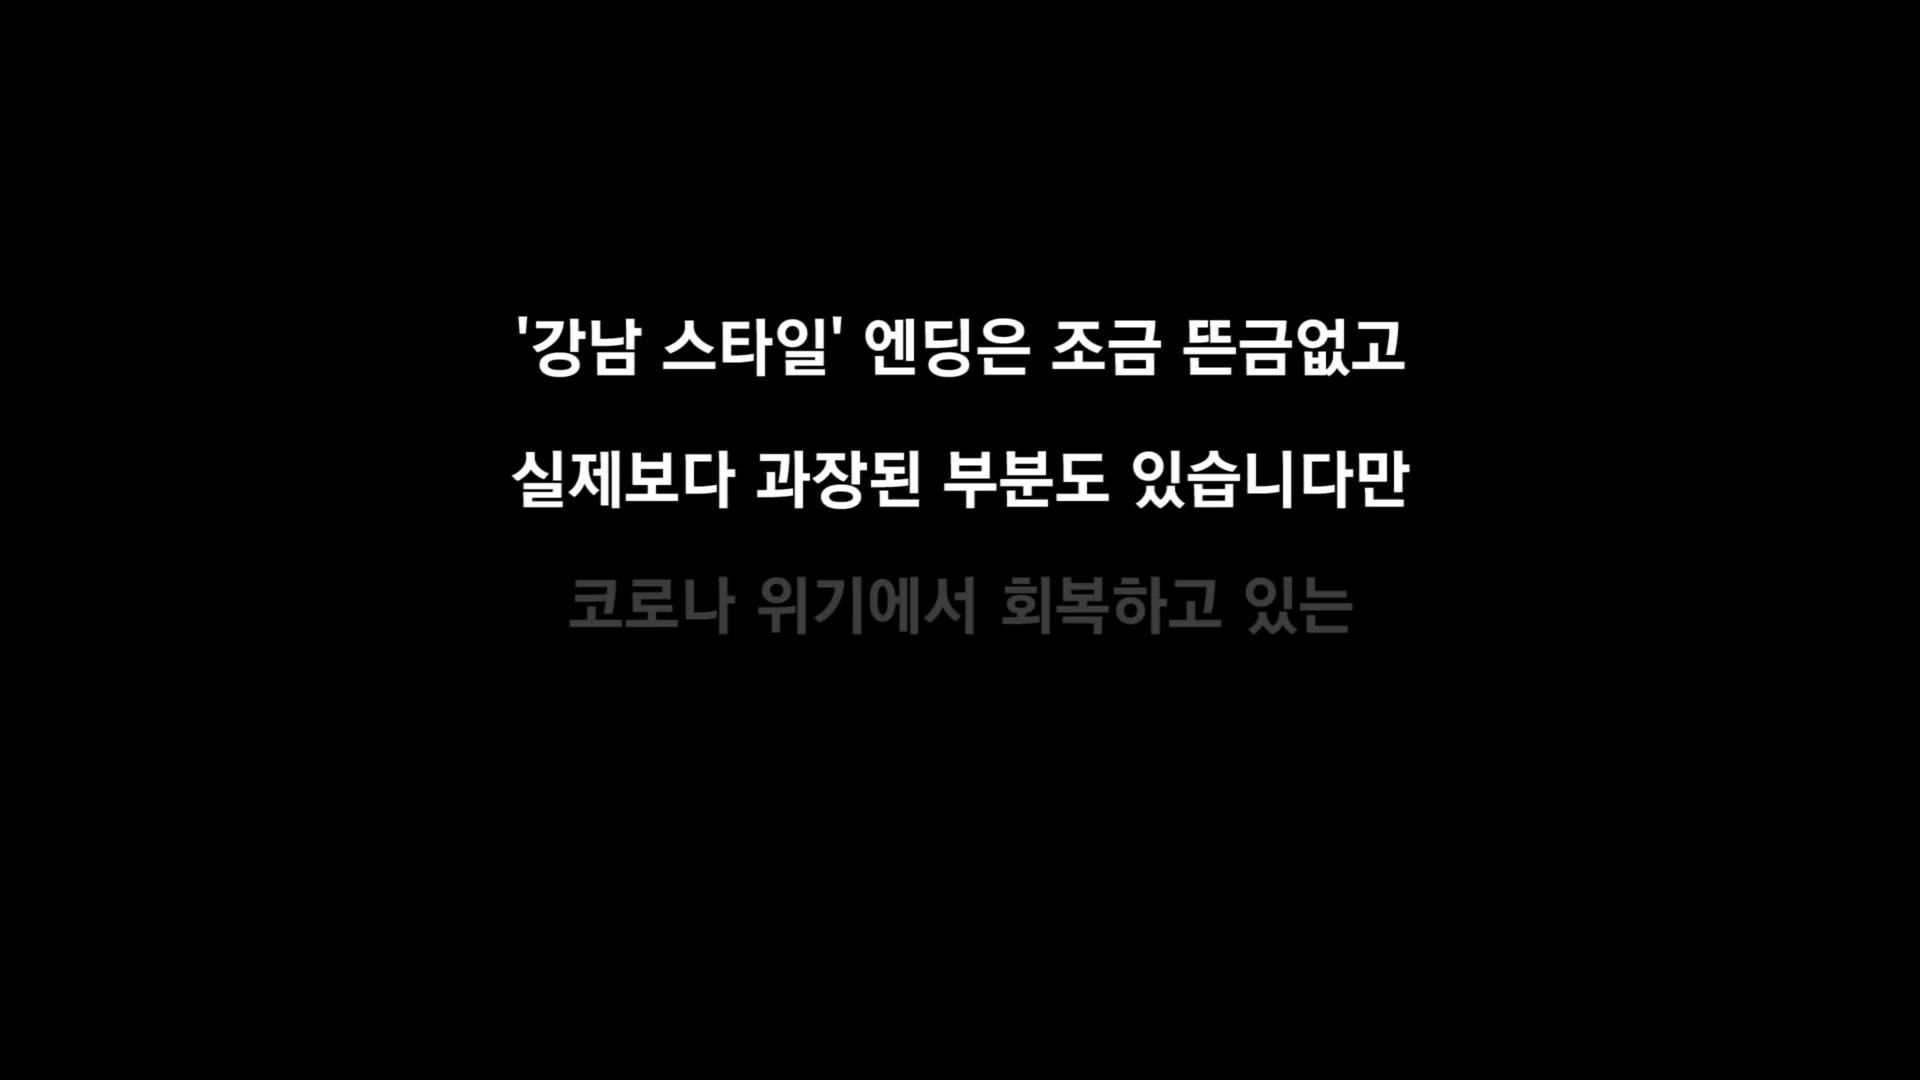 '강남 스타일' 엔딩은 조금 뜬금없고
실제보다 과장된 부분도 있습니다만
코로나 위기에서 회복하고 있는